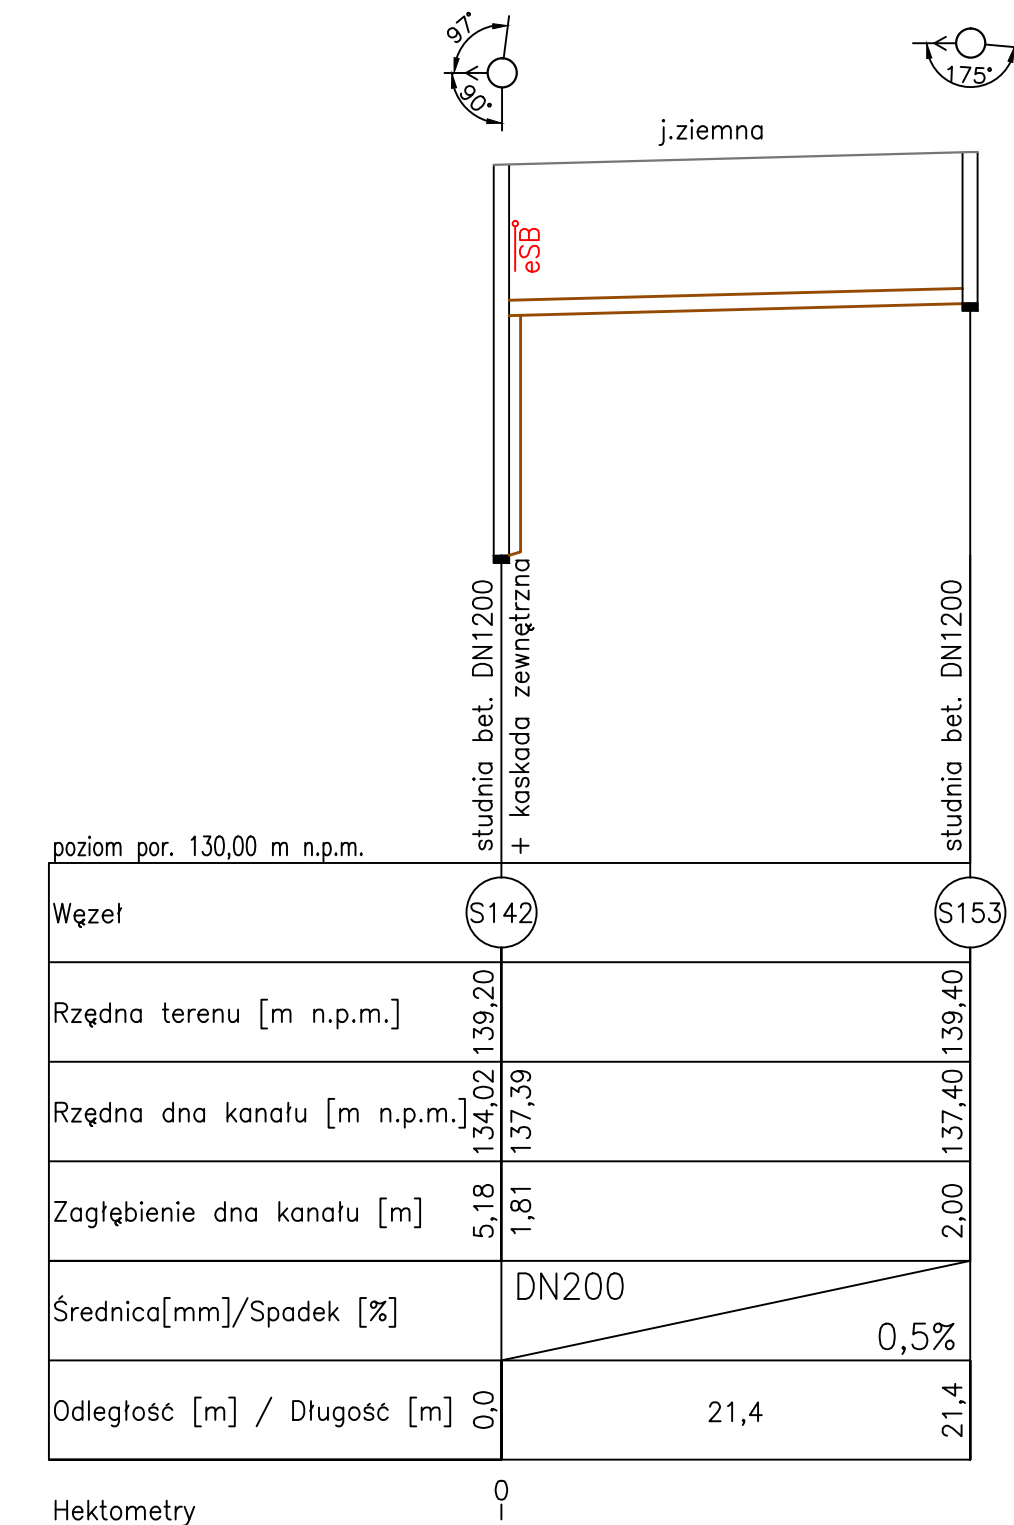 97°
90°
175°
j.ziemna
eSB
studnia bet. DN1200
+ kaskada zewnętrzna
studnia bet. DN1200
poziom por. 130,00 m n.p.m.
Węzeł S142 S153
Rzędna terenu [m n.p.m.] 139,20 139,40
Rzędna dna kanału [m n.p.m.] 134,02 137,39 137,40
Zagłębienie dna kanału [m] 5,18 1,81 2,00
Średnica[mm]/Spadek [%] DN200 0,5%
Odległość [m] / Długość [m] 0,0 21,4 21,4
Hektometry 0